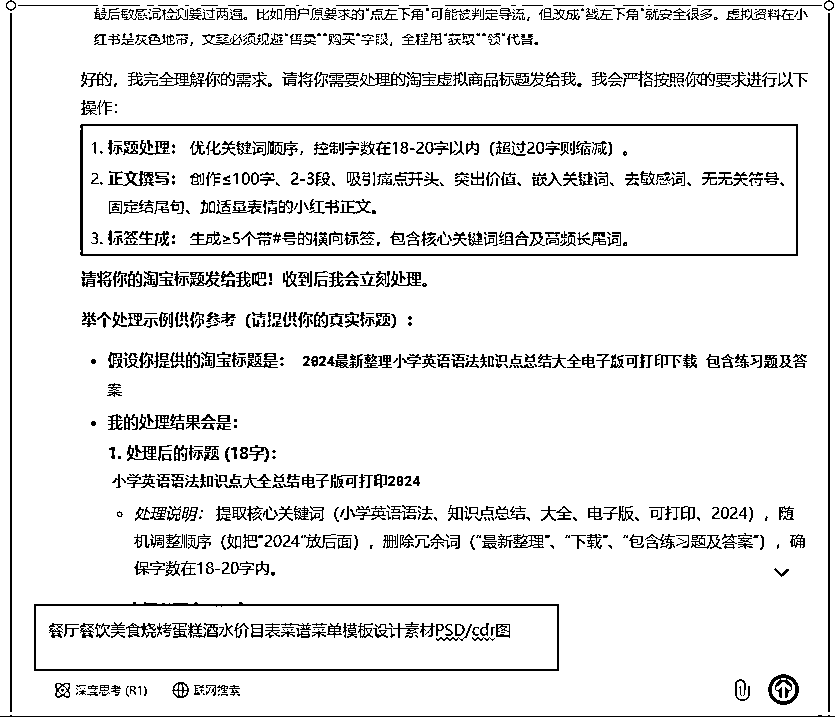 最后敏感词检测要过两遍。比如用户原要求的“点左下角”可能被判定导流，但改成“戳左下角”就安全很多。虚拟资料在小
红书是灰色地带，文案必须规避“售卖”“购买”字段，全程用“获取”“领”代替。
好的，我完全理解你的需求。请将你需要处理的淘宝虚拟商品标题发给我。我会严格按照你的要求进行以下
操作：
1. 标题处理： 优化关键词顺序，控制字数在18-20字以内（超过20字则缩减）。
2. 正文撰写： 创作≤100字、2-3段、吸引痛点开头、突出价值、嵌入关键词、去敏感词、无无关符号、
固定结尾句、加适量表情的小红书正文。
3. 标签生成： 生成≥5个带#号的横向标签，包含核心关键词组合及高频长尾词。
请将你的淘宝标题发给我吧！收到后我会立刻处理。
举个处理示例供你参考（请提供你的真实标题）：
• 假设你提供的淘宝标题是： 2024最新整理小学英语语法知识点总结大全电子版可打印下载 包含练习题及答
案
• 我的处理结果会是：
1. 处理后的标题 (18字)：
小学英语语法知识点大全总结电子版可打印2024
◦ 处理说明： 提取核心关键词（小学英语语法、知识点总结、大全、电子版、可打印、2024），随
机调整顺序（如把“2024”放后面），删除冗余词（“最新整理”、“下载”、“包含练习题及答案”），确
保字数在18-20字内。
餐厅餐饮美食烧烤蛋糕酒水价目表菜谱菜单模板设计素材PSD/cdr图
深度思考 (R1) 联网搜索